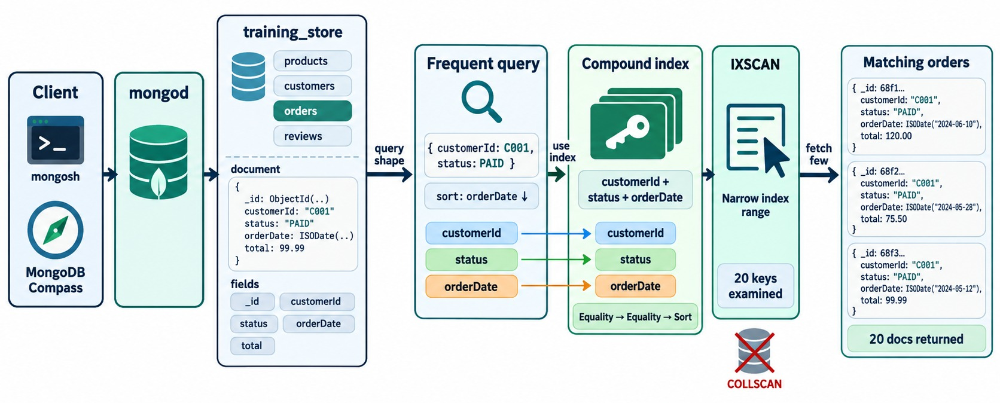 Client
mongosh
MongoDB
Compass
mongod
training_store
products
customers
orders
reviews
document
{
_id: ObjectId(..)
customerId: "C001"
status: "PAID"
orderDate: ISODate(..)
total: 99.99
}
fields
_id
customerId
status
orderDate
total
query
shape
Frequent query
{ customerId: C001,
status: PAID }
sort: orderDate ↓
customerId
status
orderDate
use
index
Compound index
customerId +
status + orderDate
customerId
status
orderDate
Equality → Equality → Sort
IXSCAN
Narrow index
range
20 keys
examined
COLLSCAN
fetch
few
Matching orders
{ _id: 68f1...
customerId: "C001",
status: "PAID",
orderDate: ISODate("2024-06-10"),
total: 120.00
}
{ _id: 68f2...
customerId: "C001",
status: "PAID",
orderDate: ISODate("2024-05-28"),
total: 75.50
}
{ _id: 68f3...
customerId: "C001",
status: "PAID",
orderDate: ISODate("2024-05-12"),
total: 99.99
}
20 docs returned